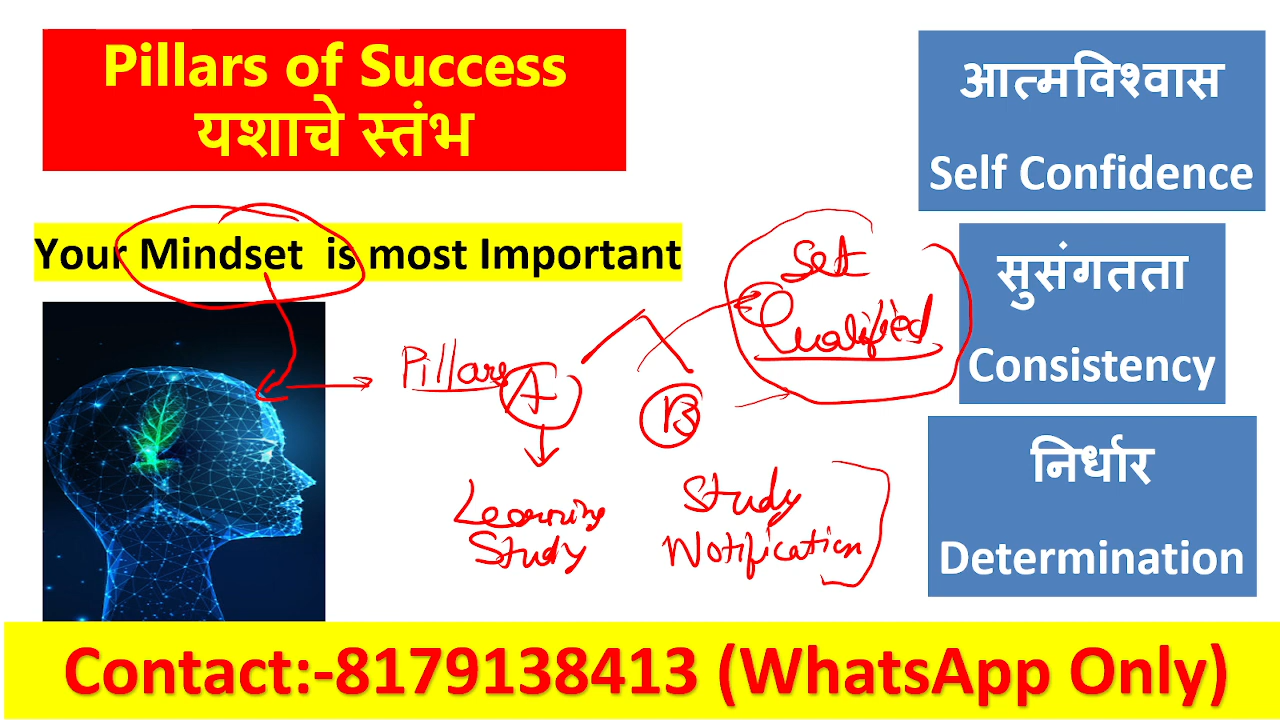 Pillars of Success
यशाचे स्तंभ
Your Mindset is most Important
आत्मविश्वास
Self Confidence
सुसंगतता
Consistency
निर्धार
Determination
Set
Qualified
Pillars
A
B
Learning
Study
Study
Notification
Contact:-8179138413 (WhatsApp Only)